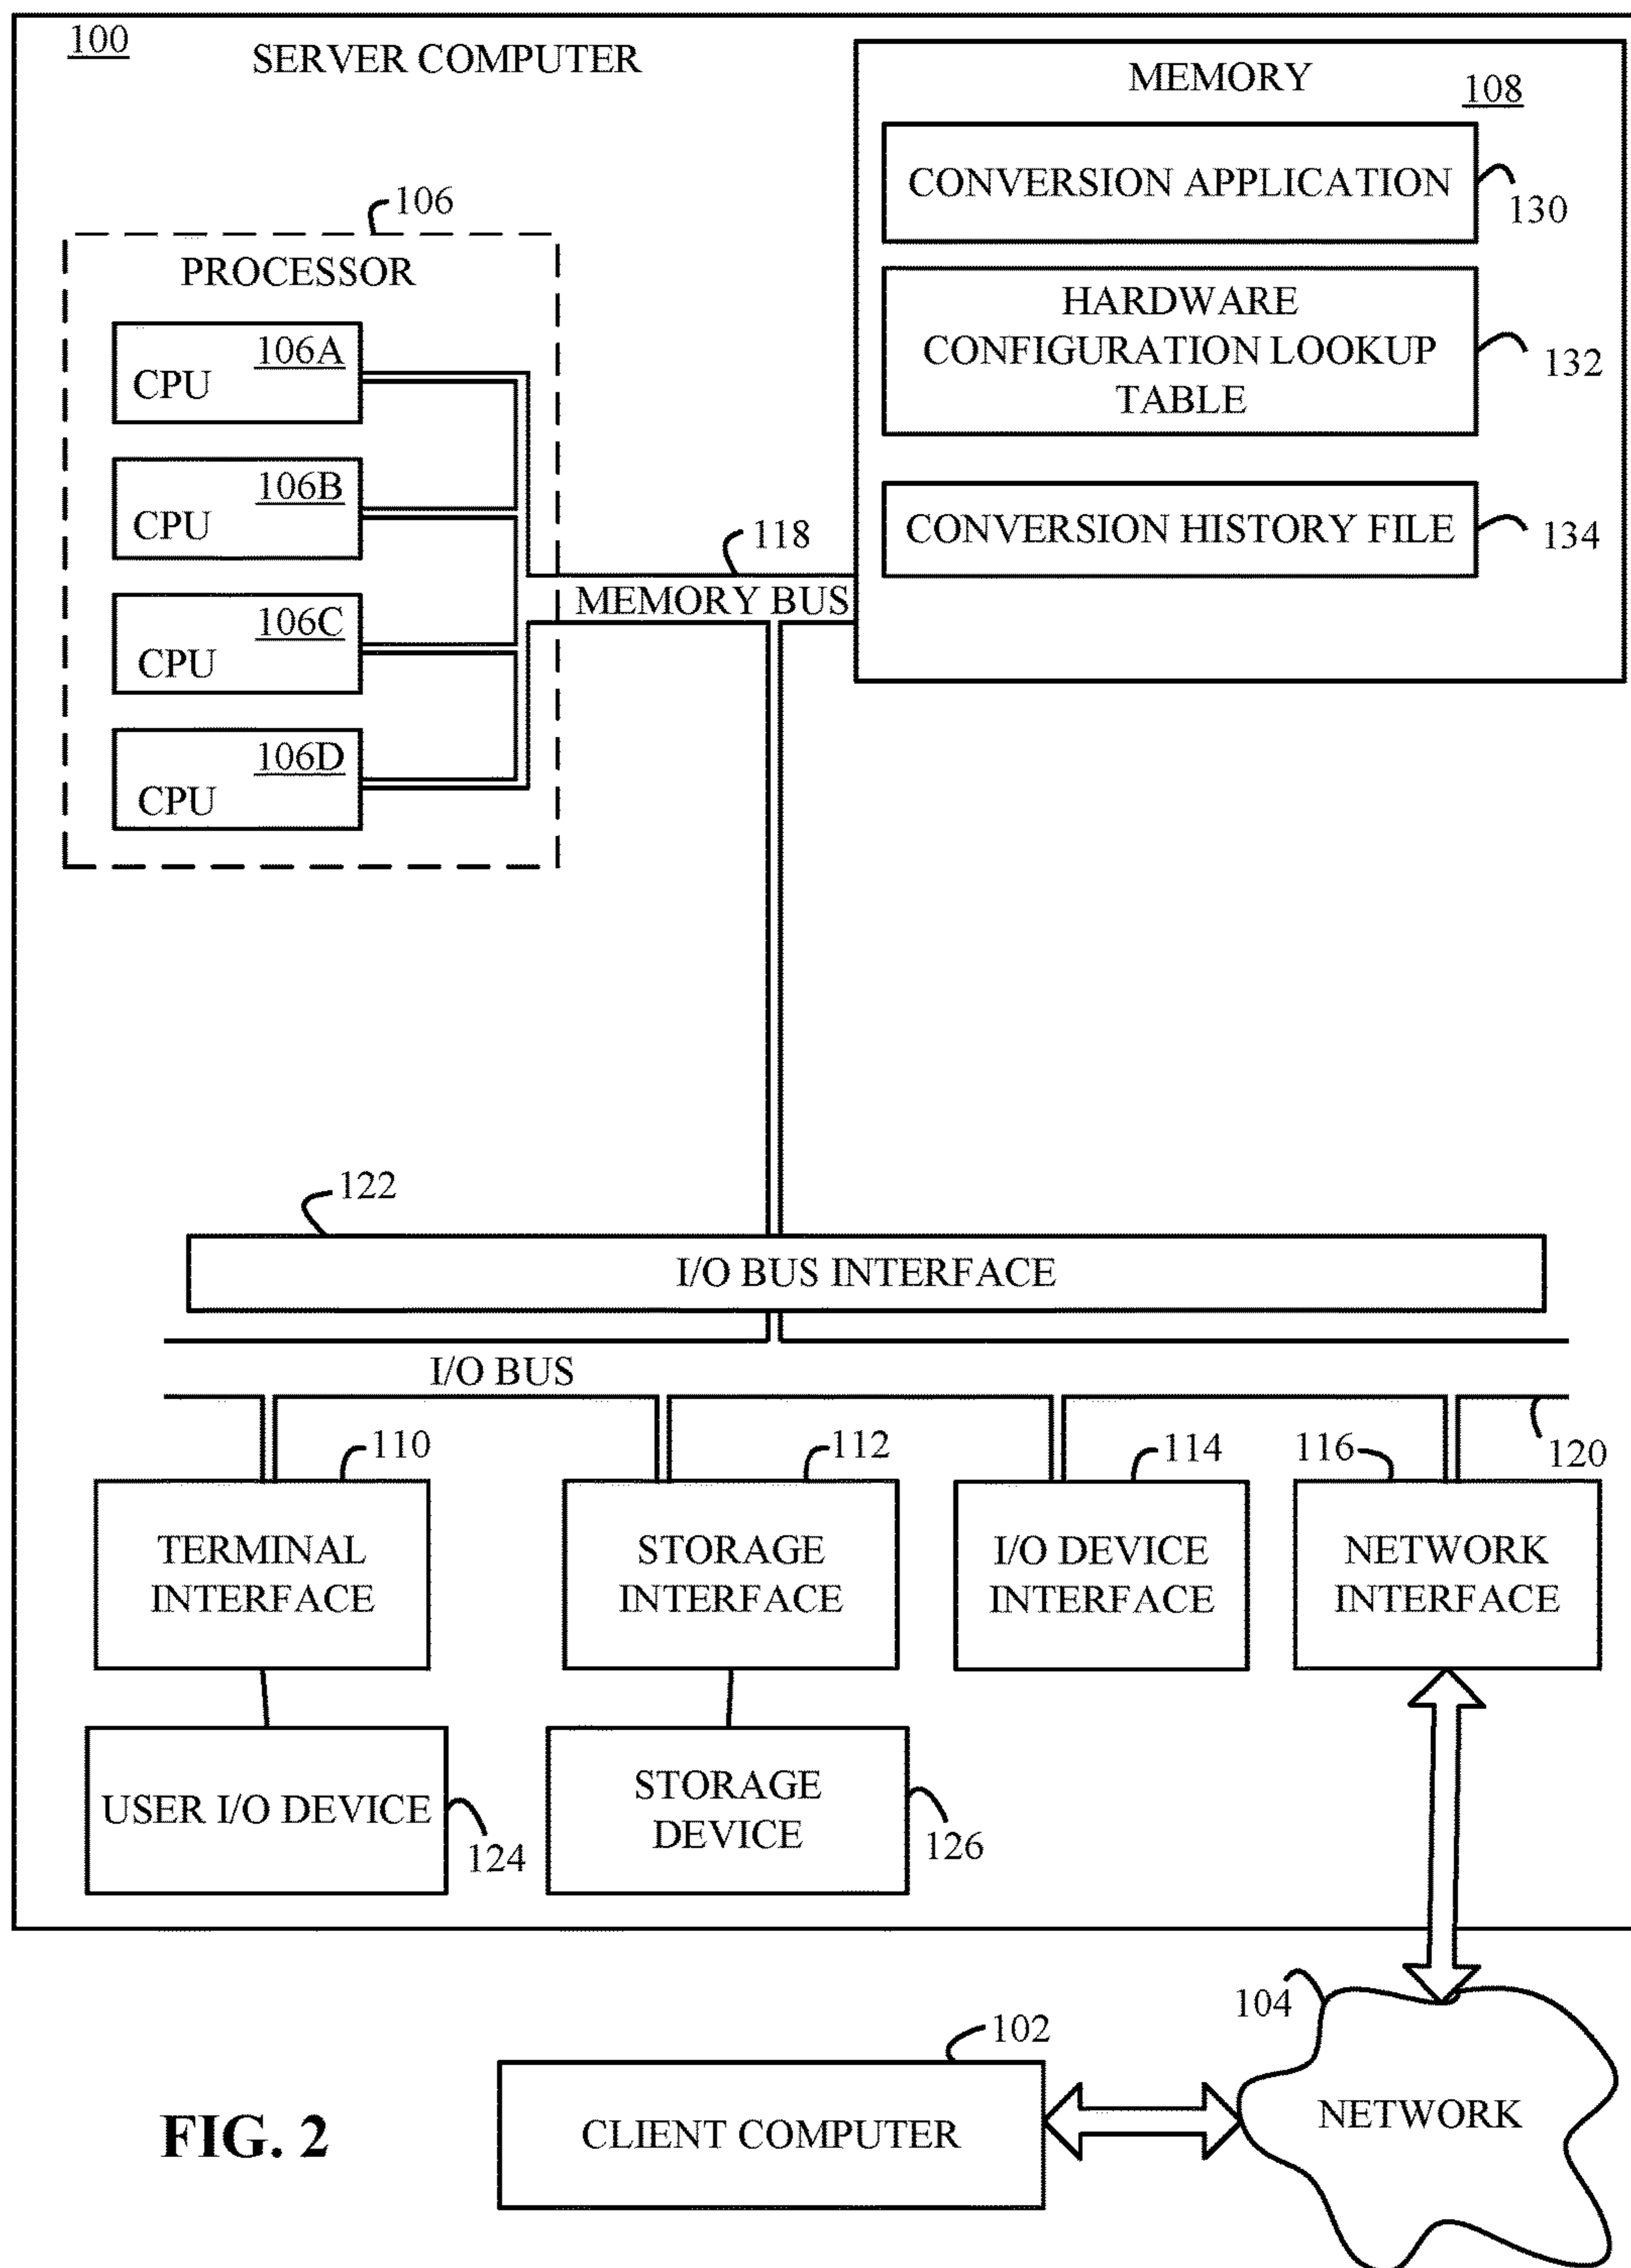 100
SERVER COMPUTER
MEMORY
108
CONVERSION APPLICATION
130
HARDWARE
CONFIGURATION LOOKUP
TABLE
132
CONVERSION HISTORY FILE
134
106
PROCESSOR
106A
CPU
106B
CPU
106C
CPU
106D
CPU
118
MEMORY BUS
122
I/O BUS INTERFACE
I/O BUS
120
110
TERMINAL
INTERFACE
112
STORAGE
INTERFACE
114
I/O DEVICE
INTERFACE
116
NETWORK
INTERFACE
USER I/O DEVICE
124
STORAGE
DEVICE
126
104
NETWORK
102
CLIENT COMPUTER
FIG. 2